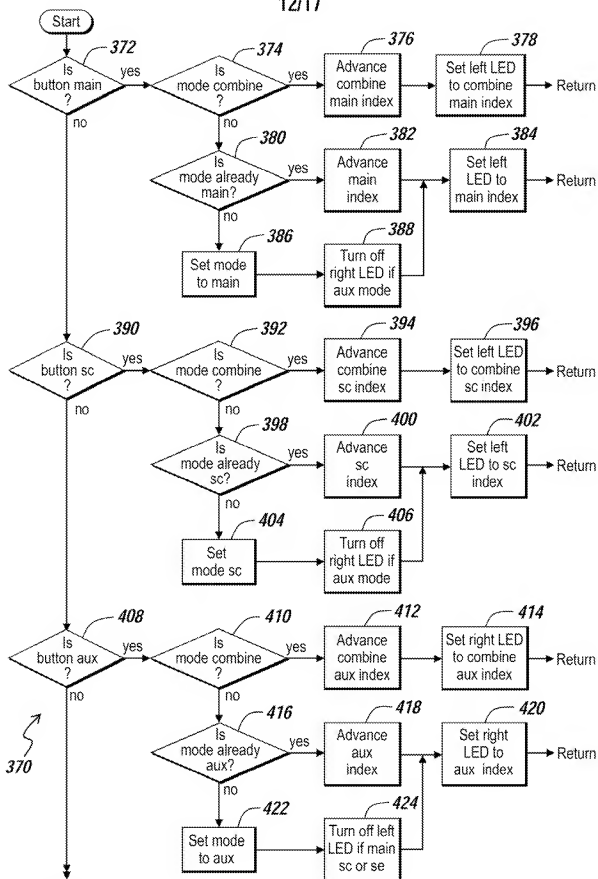 12/17
Start
372
Is
button main
?
yes
no
374
Is
mode combine
?
yes
no
376
Advance
combine
main index
378
Set left LED
to combine
main index
Return
380
Is
mode already
main?
yes
no
382
Advance
main
index
384
Set left
LED to
main index
Return
386
Set mode
to main
388
Turn off
right LED if
aux mode
390
Is
button sc
?
yes
no
392
Is
mode combine
?
yes
no
394
Advance
combine
sc index
396
Set left LED
to combine
sc index
Return
398
Is
mode already
sc?
yes
no
400
Advance
sc
index
402
Set left
LED to sc
index
Return
404
Set
mode sc
406
Turn off
right LED if
aux mode
408
Is
button aux
?
yes
no
410
Is
mode combine
?
yes
no
412
Advance
combine
aux index
414
Set right LED
to combine
aux index
Return
416
Is
mode already
aux?
yes
no
418
Advance
aux
index
420
Set right
LED to
aux index
Return
370
422
Set mode
to aux
424
Turn off left
LED if main
sc or se